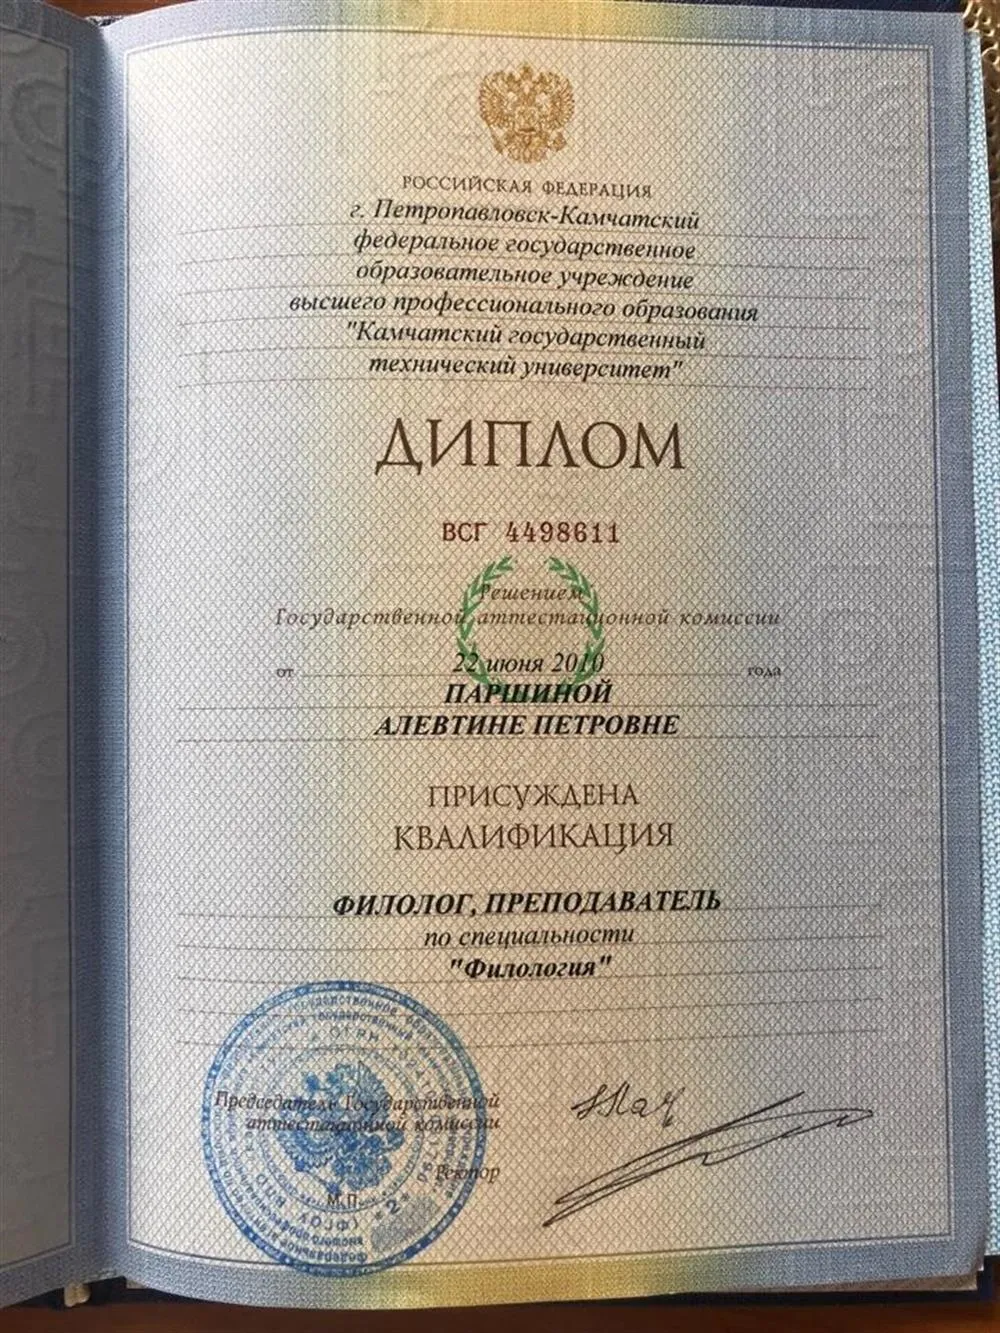 РОССИЙСКАЯ ФЕДЕРАЦИЯ
г. Петропавловск-Камчатский
федеральное государственное
образовательное учреждение
высшего профессионального образования
"Камчатский государственный
технический университет"
ДИПЛОМ
ВСГ 4498611
Решением
Государственной аттестационной комиссии
от 22 июня 2010 года
ПАРШИНОЙ
АЛЕВТИНЕ ПЕТРОВНЕ
ПРИСУЖДЕНА
КВАЛИФИКАЦИЯ
ФИЛОЛОГ, ПРЕПОДАВАТЕЛЬ
по специальности
"Филология"
Председатель Государственной
аттестационной комиссии
Ректор
М.П.